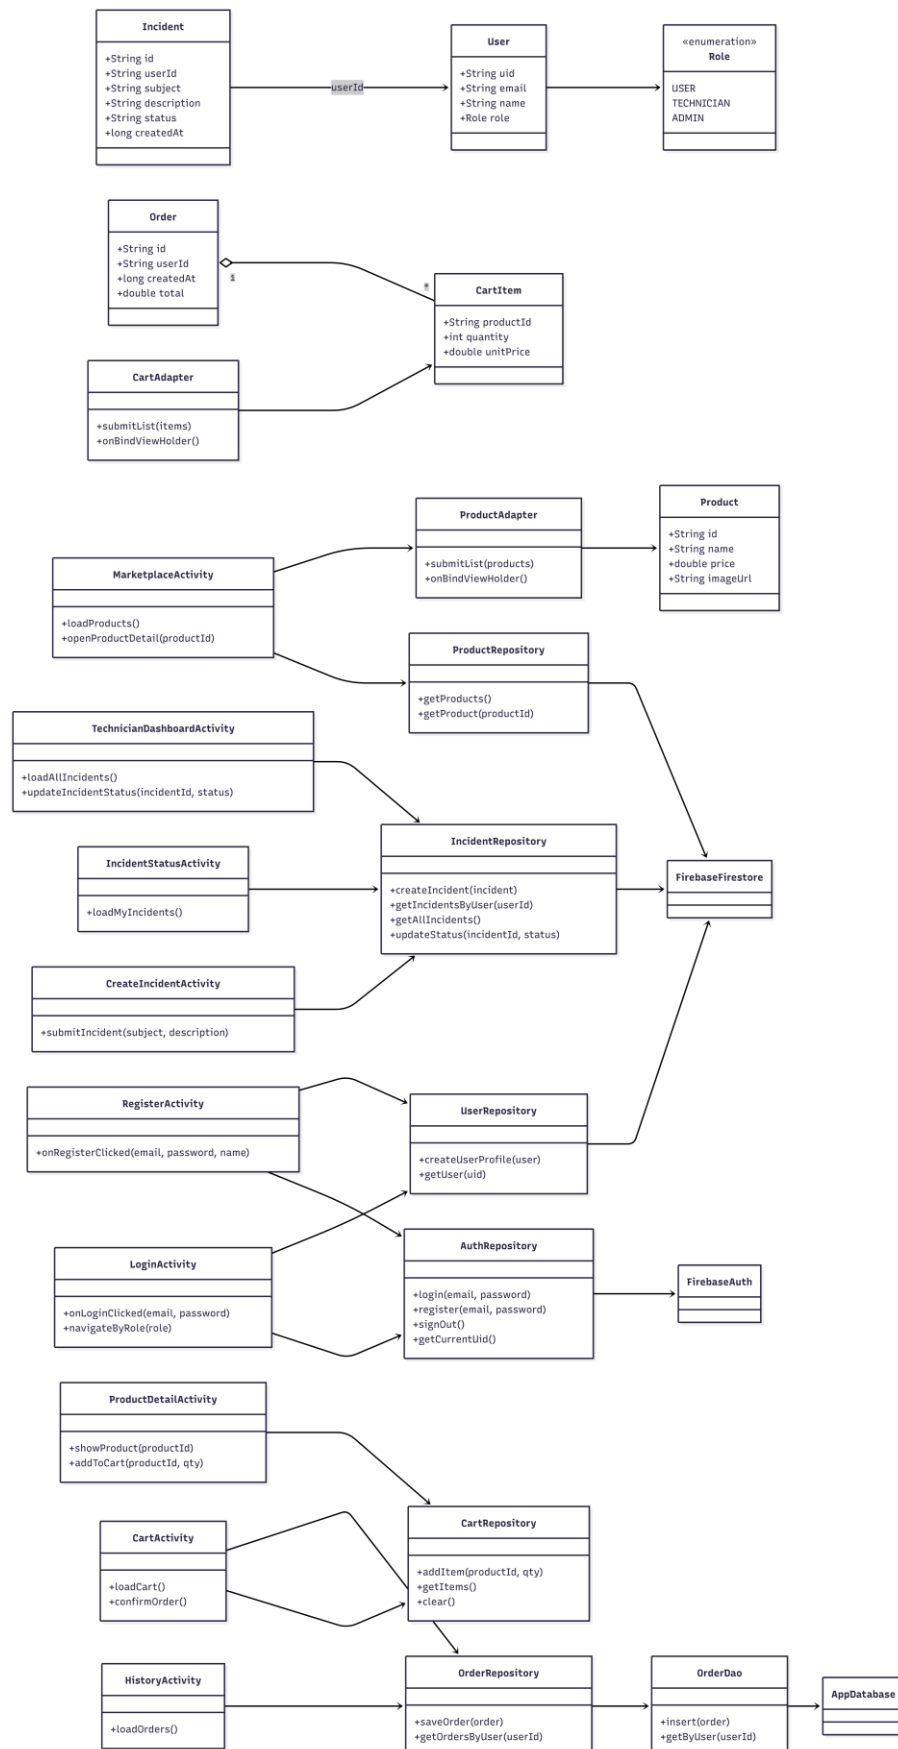 Incident
+String id
+String userId
+String subject
+String description
+String status
+long createdAt
userId
User
+String uid
+String email
+String name
+Role role
«enumeration»
Role
USER
TECHNICIAN
ADMIN
Order
+String id
+String userId
+long createdAt
+double total
1
*
CartItem
+String productId
+int quantity
+double unitPrice
CartAdapter
+submitList(items)
+onBindViewHolder()
ProductAdapter
+submitList(products)
+onBindViewHolder()
Product
+String id
+String name
+double price
+String imageUrl
MarketplaceActivity
+loadProducts()
+openProductDetail(productId)
ProductRepository
+getProducts()
+getProduct(productId)
TechnicianDashboardActivity
+loadAllIncidents()
+updateIncidentStatus(incidentId, status)
IncidentRepository
+createIncident(incident)
+getIncidentsByUser(userId)
+getAllIncidents()
+updateStatus(incidentId, status)
IncidentStatusActivity
+loadMyIncidents()
FirebaseFirestore
CreateIncidentActivity
+submitIncident(subject, description)
RegisterActivity
+onRegisterClicked(email, password, name)
UserRepository
+createUserProfile(user)
+getUser(uid)
LoginActivity
+onLoginClicked(email, password)
+navigateByRole(role)
AuthRepository
+login(email, password)
+register(email, password)
+signOut()
+getCurrentUid()
FirebaseAuth
ProductDetailActivity
+showProduct(productId)
+addToCart(productId, qty)
CartActivity
+loadCart()
+confirmOrder()
CartRepository
+addItem(productId, qty)
+getItems()
+clear()
HistoryActivity
+loadOrders()
OrderRepository
+saveOrder(order)
+getOrdersByUser(userId)
OrderDao
+insert(order)
+getByUser(userId)
AppDatabase